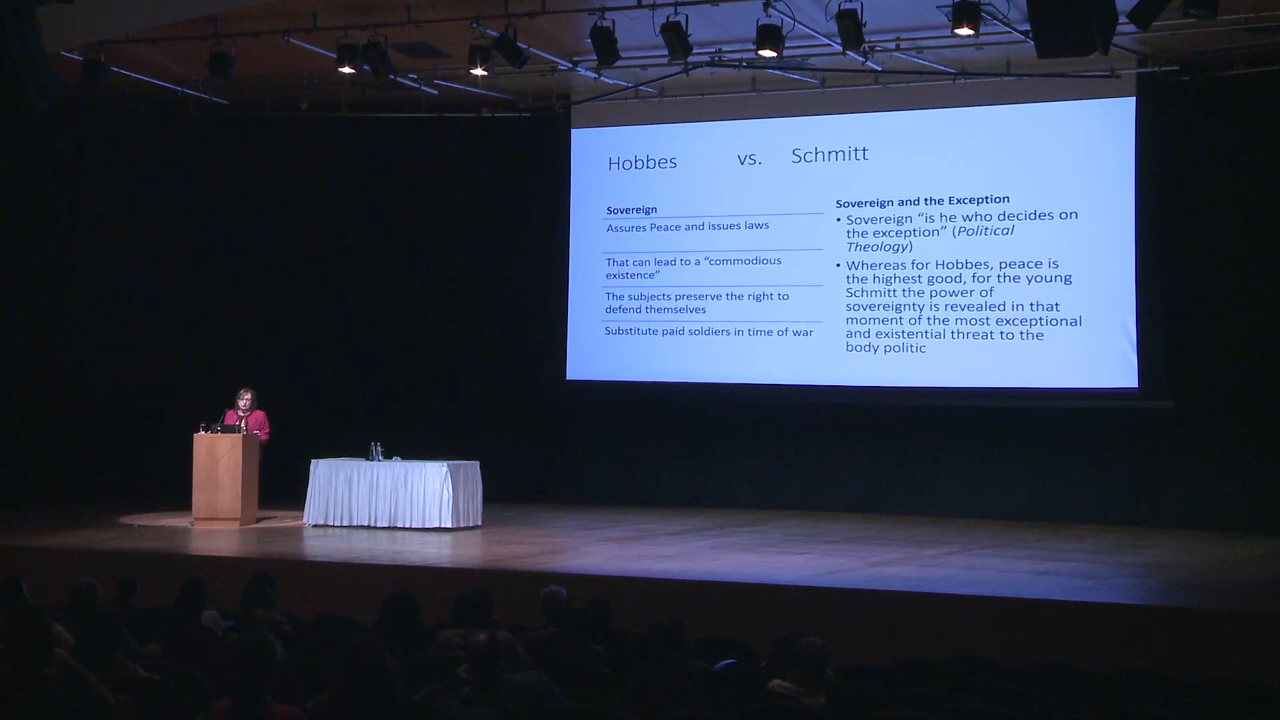 Hobbes vs. Schmitt
Sovereign
Assures Peace and issues laws
That can lead to a “commodious
existence”
The subjects preserve the right to
defend themselves
Substitute paid soldiers in time of war
Sovereign and the Exception
• Sovereign “is he who decides on
the exception” (Political
Theology)
• Whereas for Hobbes, peace is
the highest good, for the young
Schmitt the power of
sovereignty is revealed in that
moment of the most exceptional
and existential threat to the
body politic